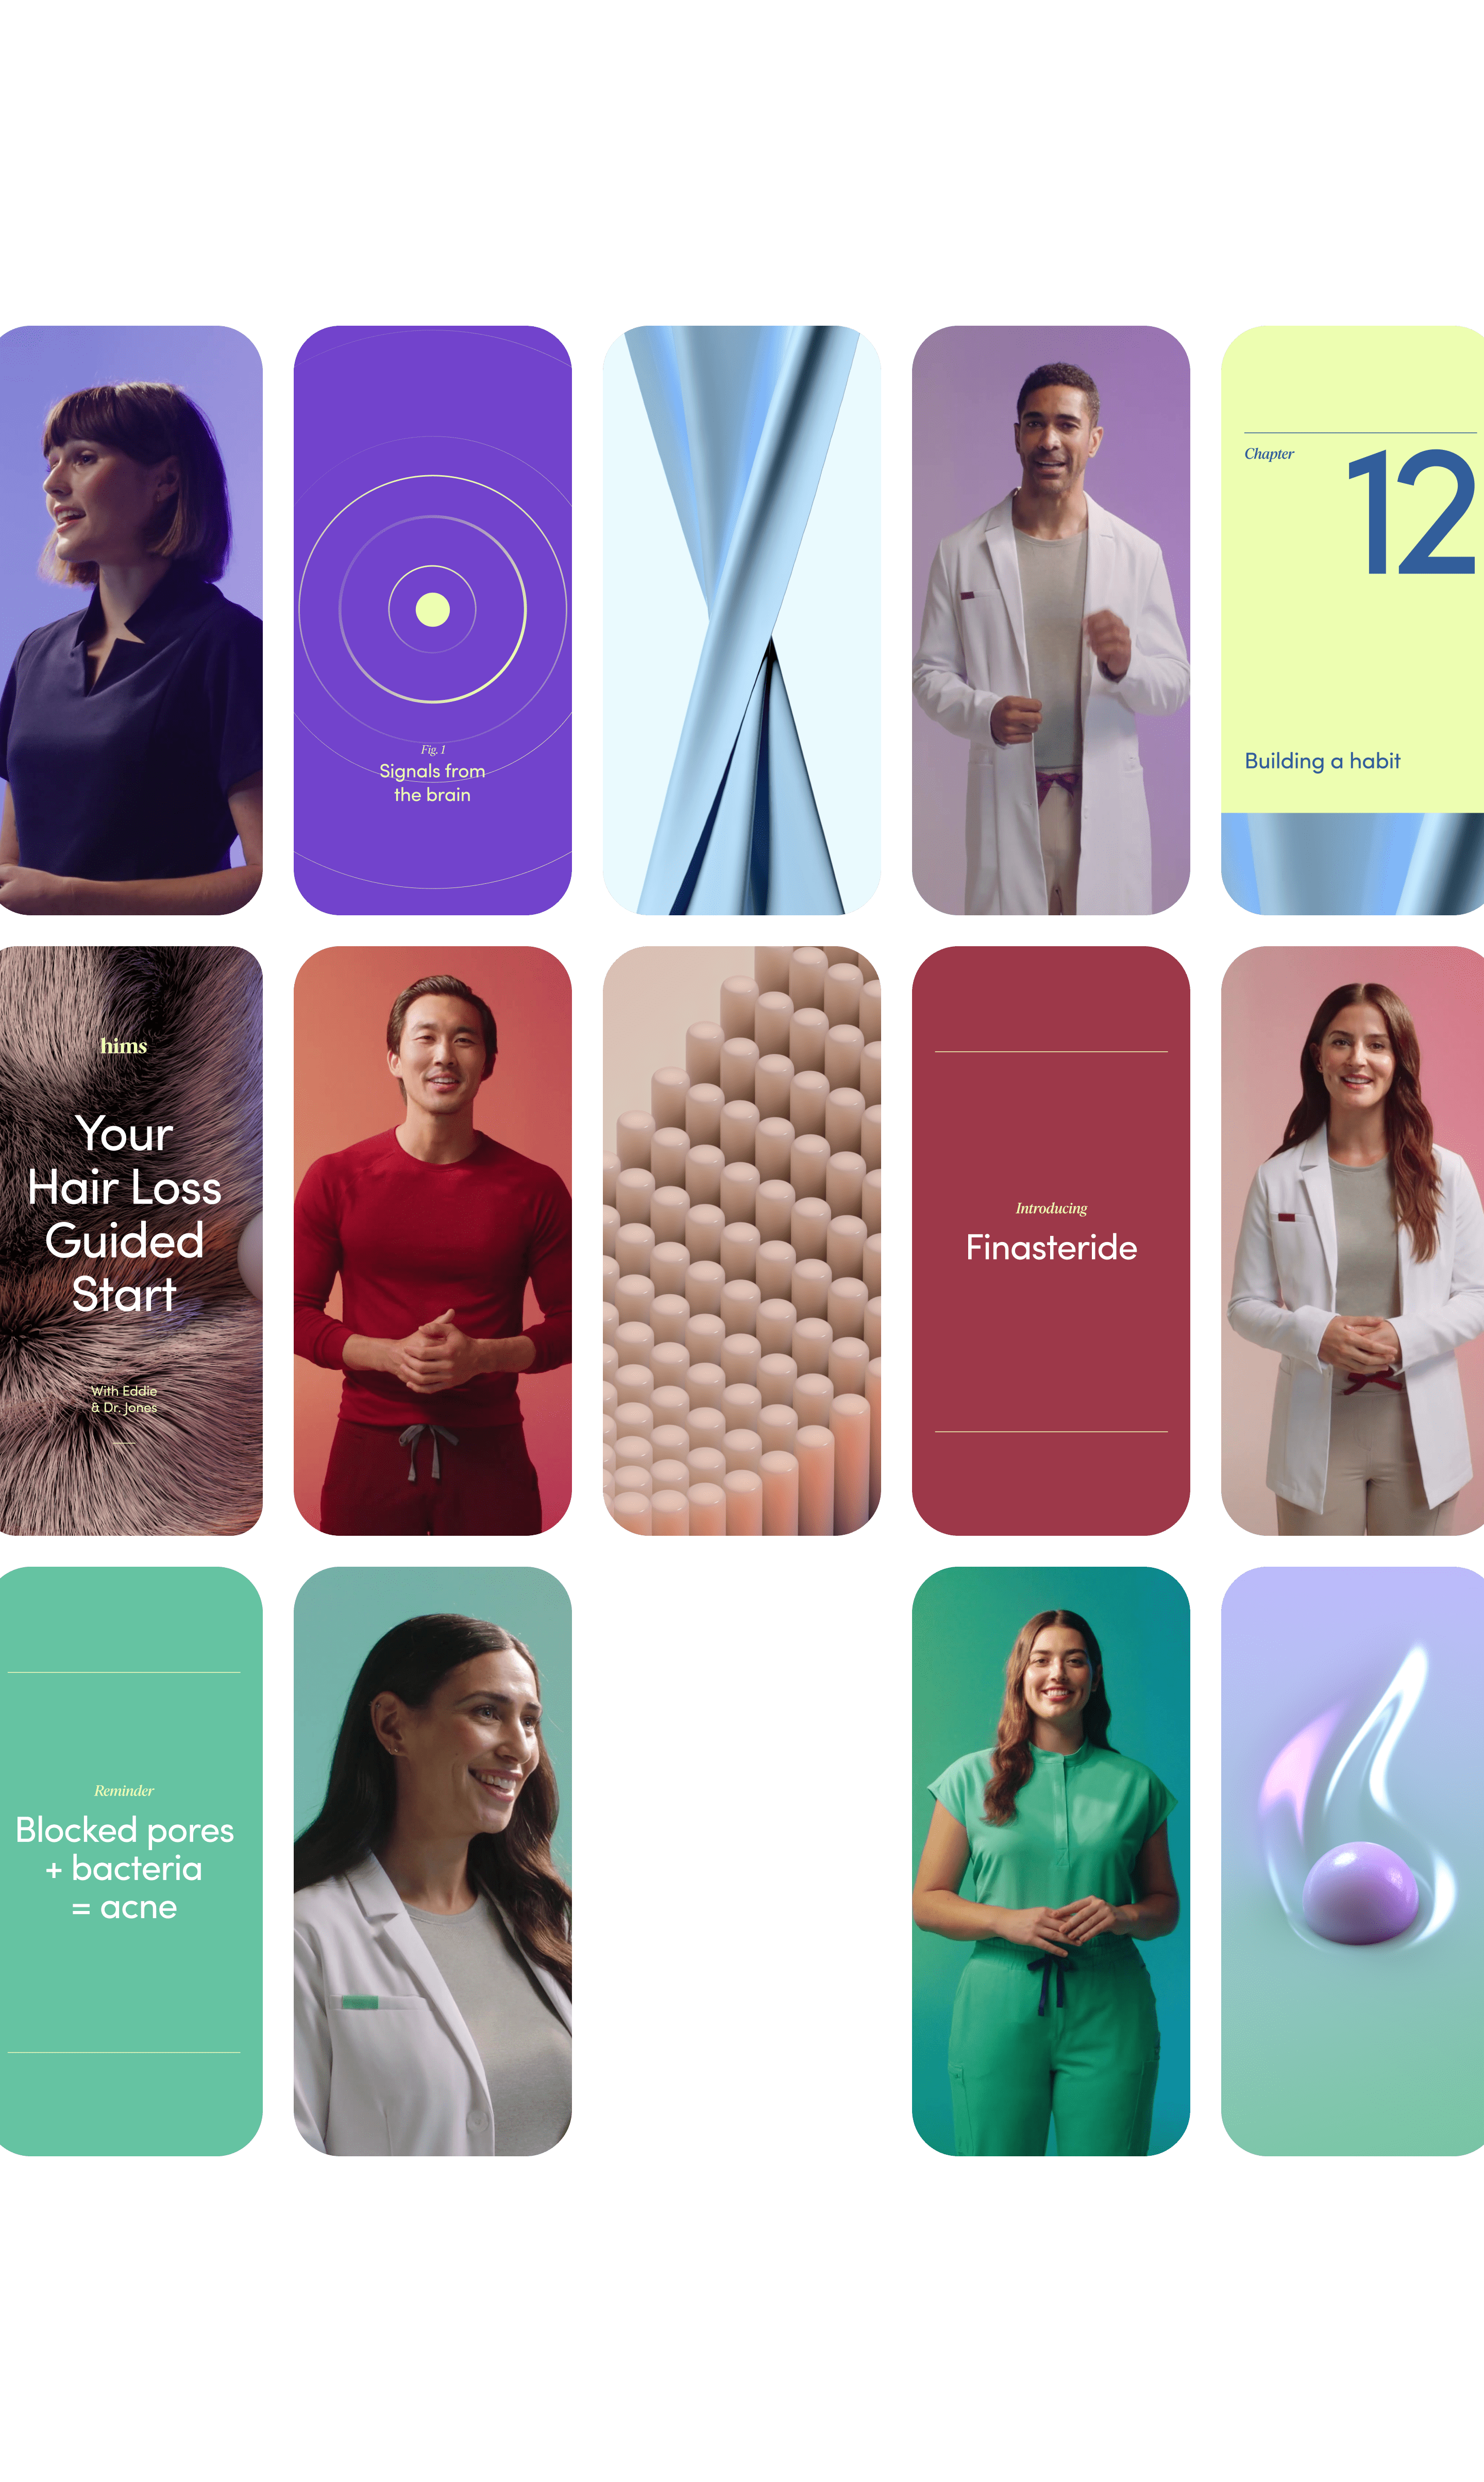 Fig. 1
Signals from
the brain
Chapter
12
Building a habit
hims
Your
Hair Loss
Guided
Start
With Eddie
& Dr. Jones
Introducing
Finasteride
Reminder
Blocked pores
+ bacteria
= acne